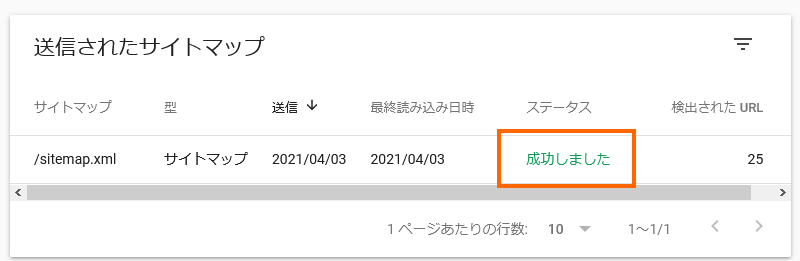 送信されたサイトマップ
サイトマップ 型 送信 最終読み込み日時 ステータス 検出された URL
/sitemap.xml サイトマップ 2021/04/03 2021/04/03 成功しました 25
1 ページあたりの行数: 10 1～1/1